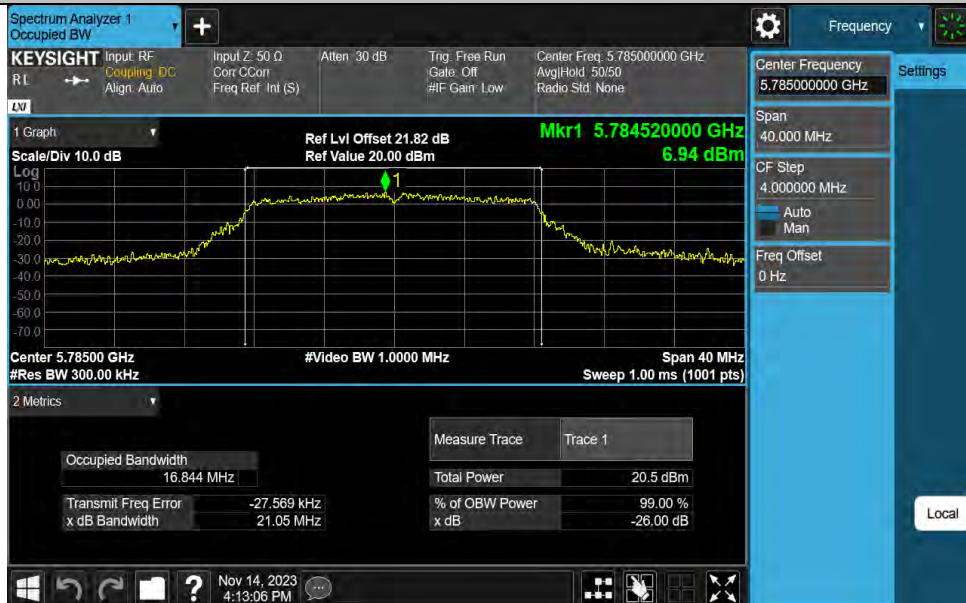 Spectrum Analyzer 1
Occupied BW
+
Frequency
KEYSIGHT
RL
LXI
Input: RF
Coupling: DC
Align: Auto
Input Z: 50 Ω
Corr CCorr
Freq Ref: Int (S)
Atten: 30 dB
Trig: Free Run
Gate: Off
#IF Gain: Low
Center Freq: 5.785000000 GHz
Avg|Hold: 50/50
Radio Std: None
1 Graph
Scale/Div 10.0 dB
Ref Lvl Offset 21.82 dB
Ref Value 20.00 dBm
Mkr1 5.784520000 GHz
6.94 dBm
Log
10.0
0.00
-10.0
-20.0
-30.0
-40.0
-50.0
-60.0
-70.0
1
Center 5.78500 GHz
#Res BW 300.00 kHz
#Video BW 1.0000 MHz
Span 40 MHz
Sweep 1.00 ms (1001 pts)
2 Metrics
Measure Trace Trace 1
Occupied Bandwidth
16.844 MHz
Total Power 20.5 dBm
Transmit Freq Error -27.569 kHz
% of OBW Power 99.00 %
x dB Bandwidth 21.05 MHz
x dB -26.00 dB
?
Nov 14, 2023
4:13:06 PM
Center Frequency
5.785000000 GHz
Settings
Span
40.000 MHz
CF Step
4.000000 MHz
Auto
Man
Freq Offset
0 Hz
Local